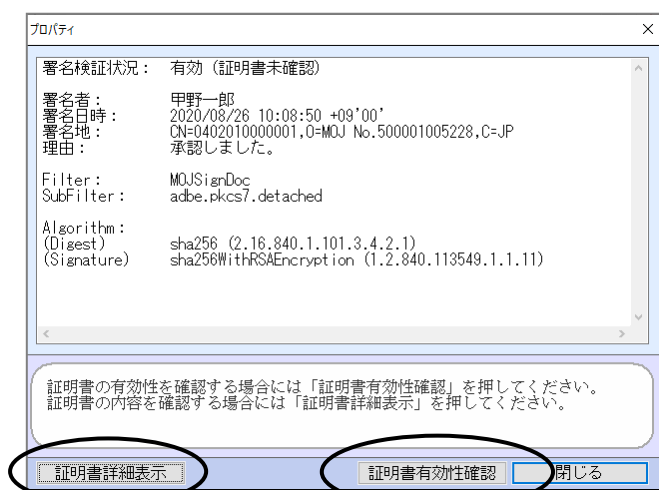 プロパティ
署名検証状況： 有効（証明書未確認）
署名者： 甲野一郎
署名日時： 2020/08/26 10:08:50 +09'00'
署名地： CN=0402010000001,O=MOJ No.500001005228,C=JP
理由： 承認しました。
Filter: MOJSignDoc
SubFilter: adbe.pkcs7.detached
Algorithm:
(Digest) sha256 (2.16.840.1.101.3.4.2.1)
(Signature) sha256WithRSAEncryption (1.2.840.113549.1.1.11)
証明書の有効性を確認する場合には「証明書有効性確認」を押してください。
証明書の内容を確認する場合には「証明書詳細表示」を押してください。
証明書詳細表示 証明書有効性確認 閉じる